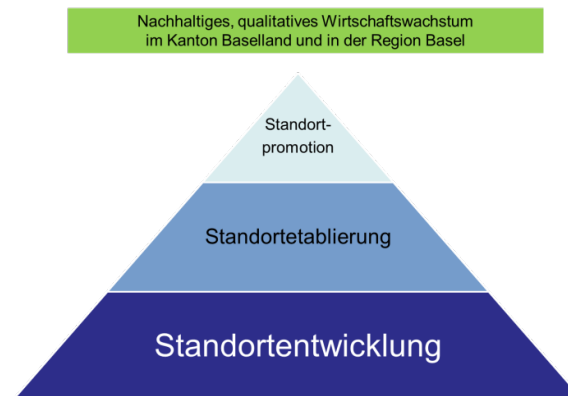 Nachhaltiges, qualitatives Wirtschaftswachstum
im Kanton Baselland und in der Region Basel
Standort-
promotion
Standortetablierung
Standortentwicklung